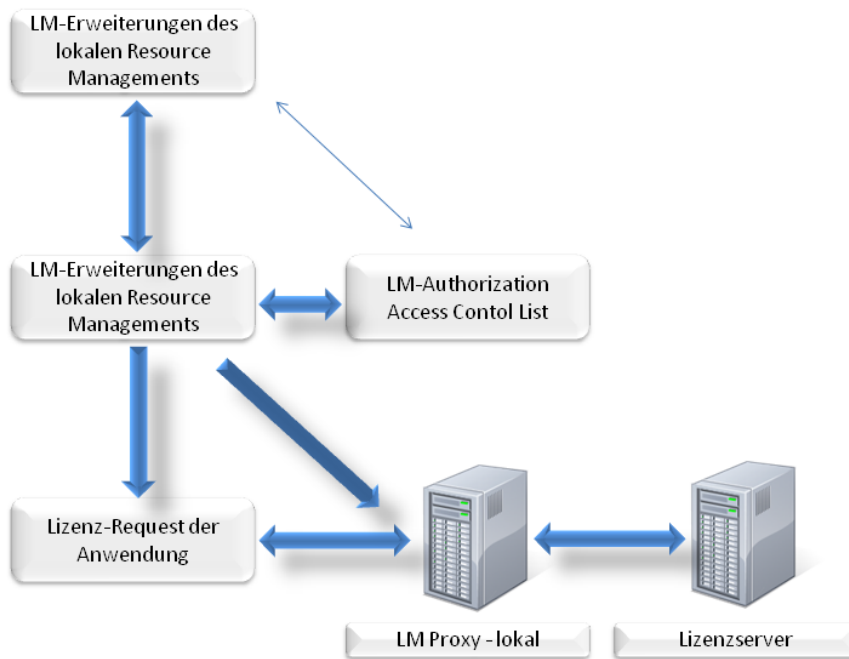 LM-Erweiterungen des
lokalen Resource
Managements
LM-Erweiterungen des
lokalen Resource
Managements
LM-Authorization
Access Contol List
Lizenz-Request der
Anwendung
LM Proxy - lokal
Lizenzserver